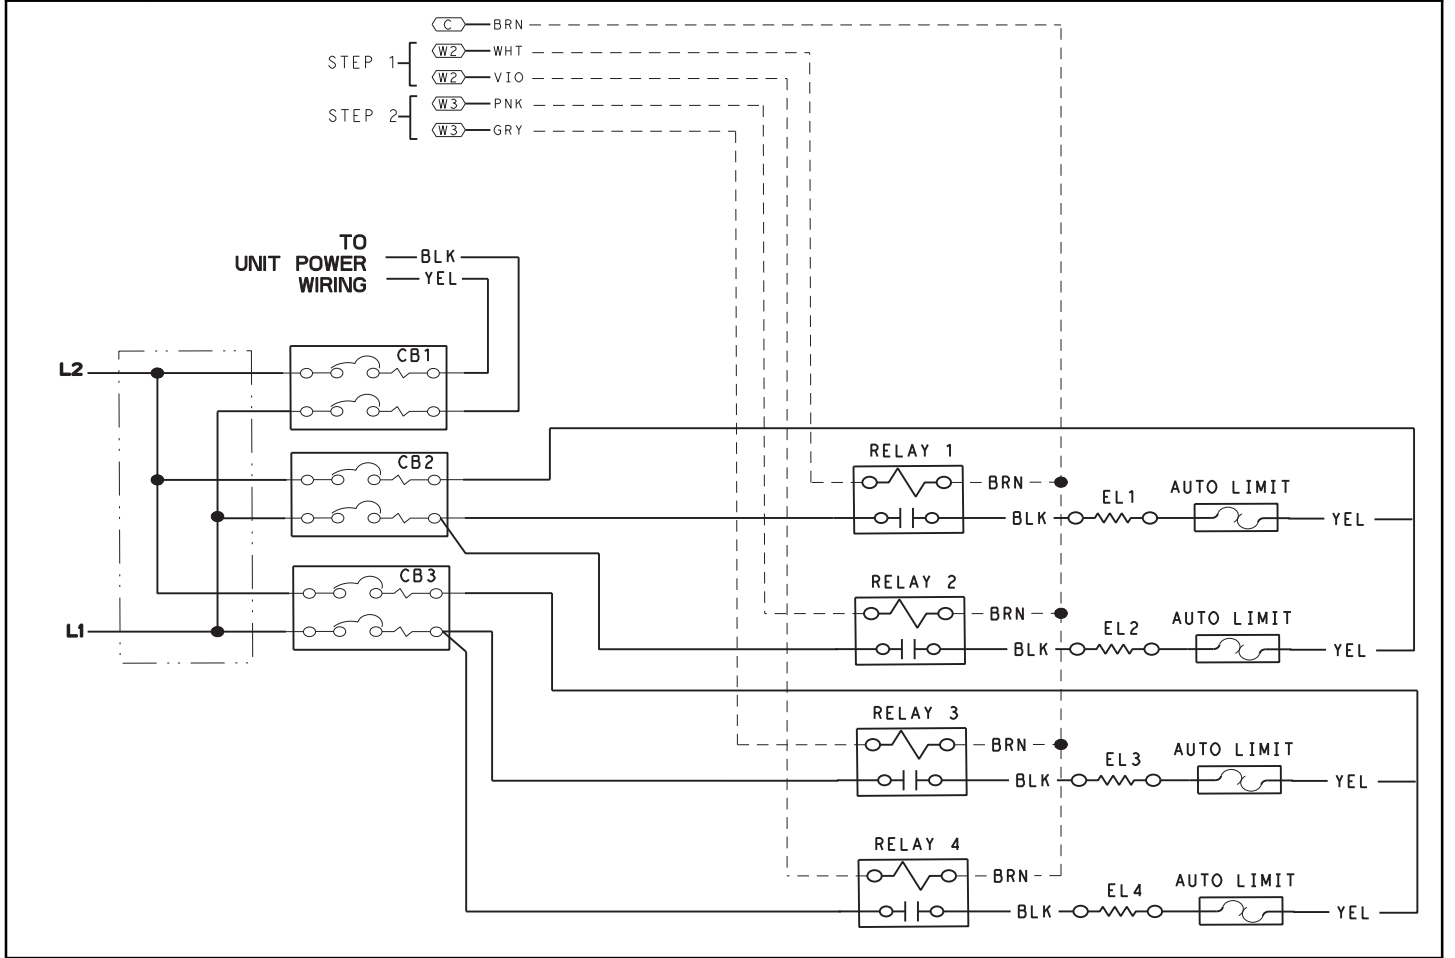 C BRN
STEP 1
W2 WHT
W2 VIO
STEP 2
W3 PNK
W3 GRY
TO
UNIT POWER
WIRING
BLK
YEL
L2
CB1
CB2
CB3
L1
RELAY 1
BRN
BLK
EL1
AUTO LIMIT
YEL
RELAY 2
BRN
BLK
EL2
AUTO LIMIT
YEL
RELAY 3
BRN
BLK
EL3
AUTO LIMIT
YEL
RELAY 4
BRN
BLK
EL4
AUTO LIMIT
YEL